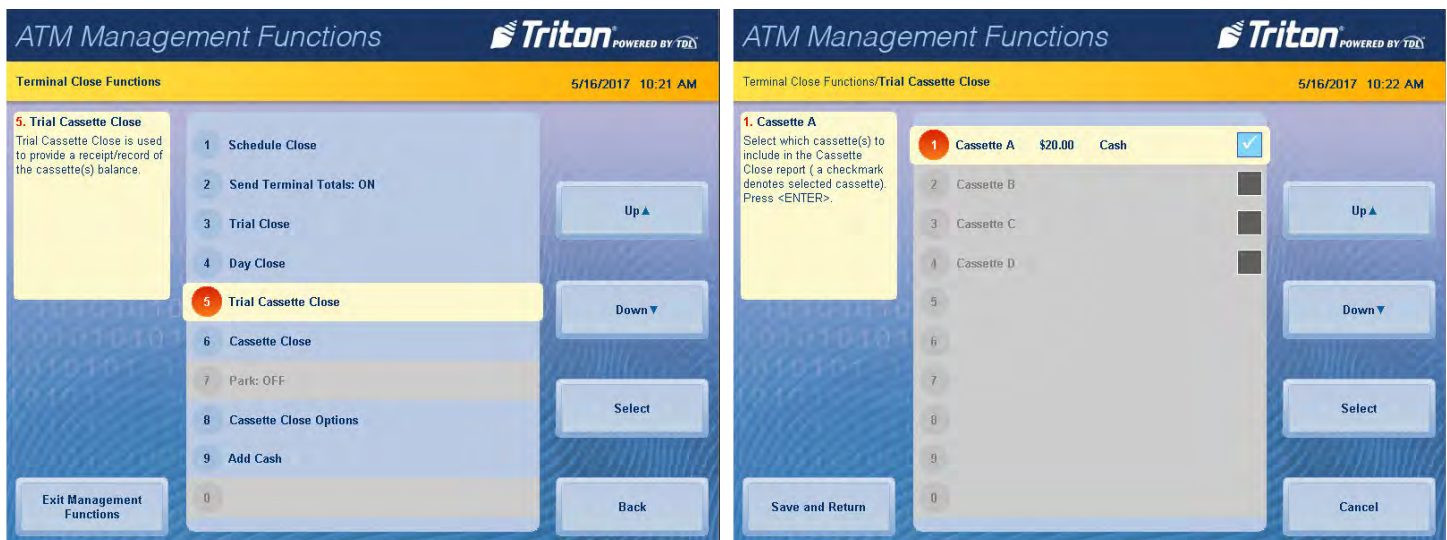 ATM Management Functions
Triton POWERED BY TDL
Terminal Close Functions
5/16/2017 10:21 AM
5. Trial Cassette Close
Trial Cassette Close is used
to provide a receipt/record of
the cassette(s) balance.
1 Schedule Close
2 Send Terminal Totals: ON
3 Trial Close
4 Day Close
5 Trial Cassette Close
6 Cassette Close
7 Park: OFF
8 Cassette Close Options
9 Add Cash
0
Up▲
Down▼
Select
Back
Exit Management
Functions
ATM Management Functions
Triton POWERED BY TDL
Terminal Close Functions/Trial Cassette Close
5/16/2017 10:22 AM
1. Cassette A
Select which cassette(s) to
include in the Cassette
Close report ( a checkmark
denotes selected cassette).
Press <ENTER>.
1 Cassette A $20.00 Cash
2 Cassette B
3 Cassette C
4 Cassette D
5
6
7
8
9
0
Up▲
Down▼
Select
Cancel
Save and Return